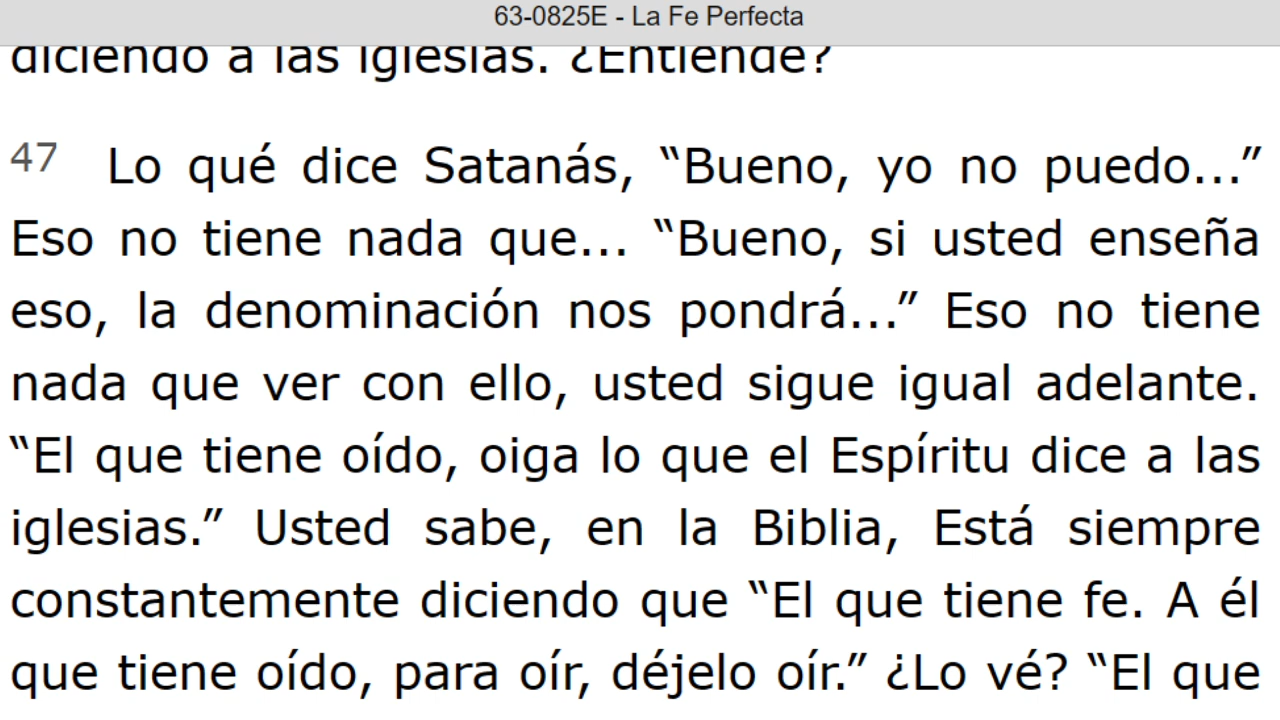 63-0825E - La Fe Perfecta
diciendo a las iglesias. ¿Entiende?
47 Lo qué dice Satanás, “Bueno, yo no puedo...”
Eso no tiene nada que... “Bueno, si usted enseña
eso, la denominación nos pondrá...” Eso no tiene
nada que ver con ello, usted sigue igual adelante.
“El que tiene oído, oiga lo que el Espíritu dice a las
iglesias.” Usted sabe, en la Biblia, Está siempre
constantemente diciendo que “El que tiene fe. A él
que tiene oído, para oír, déjelo oír.” ¿Lo vé? “El que